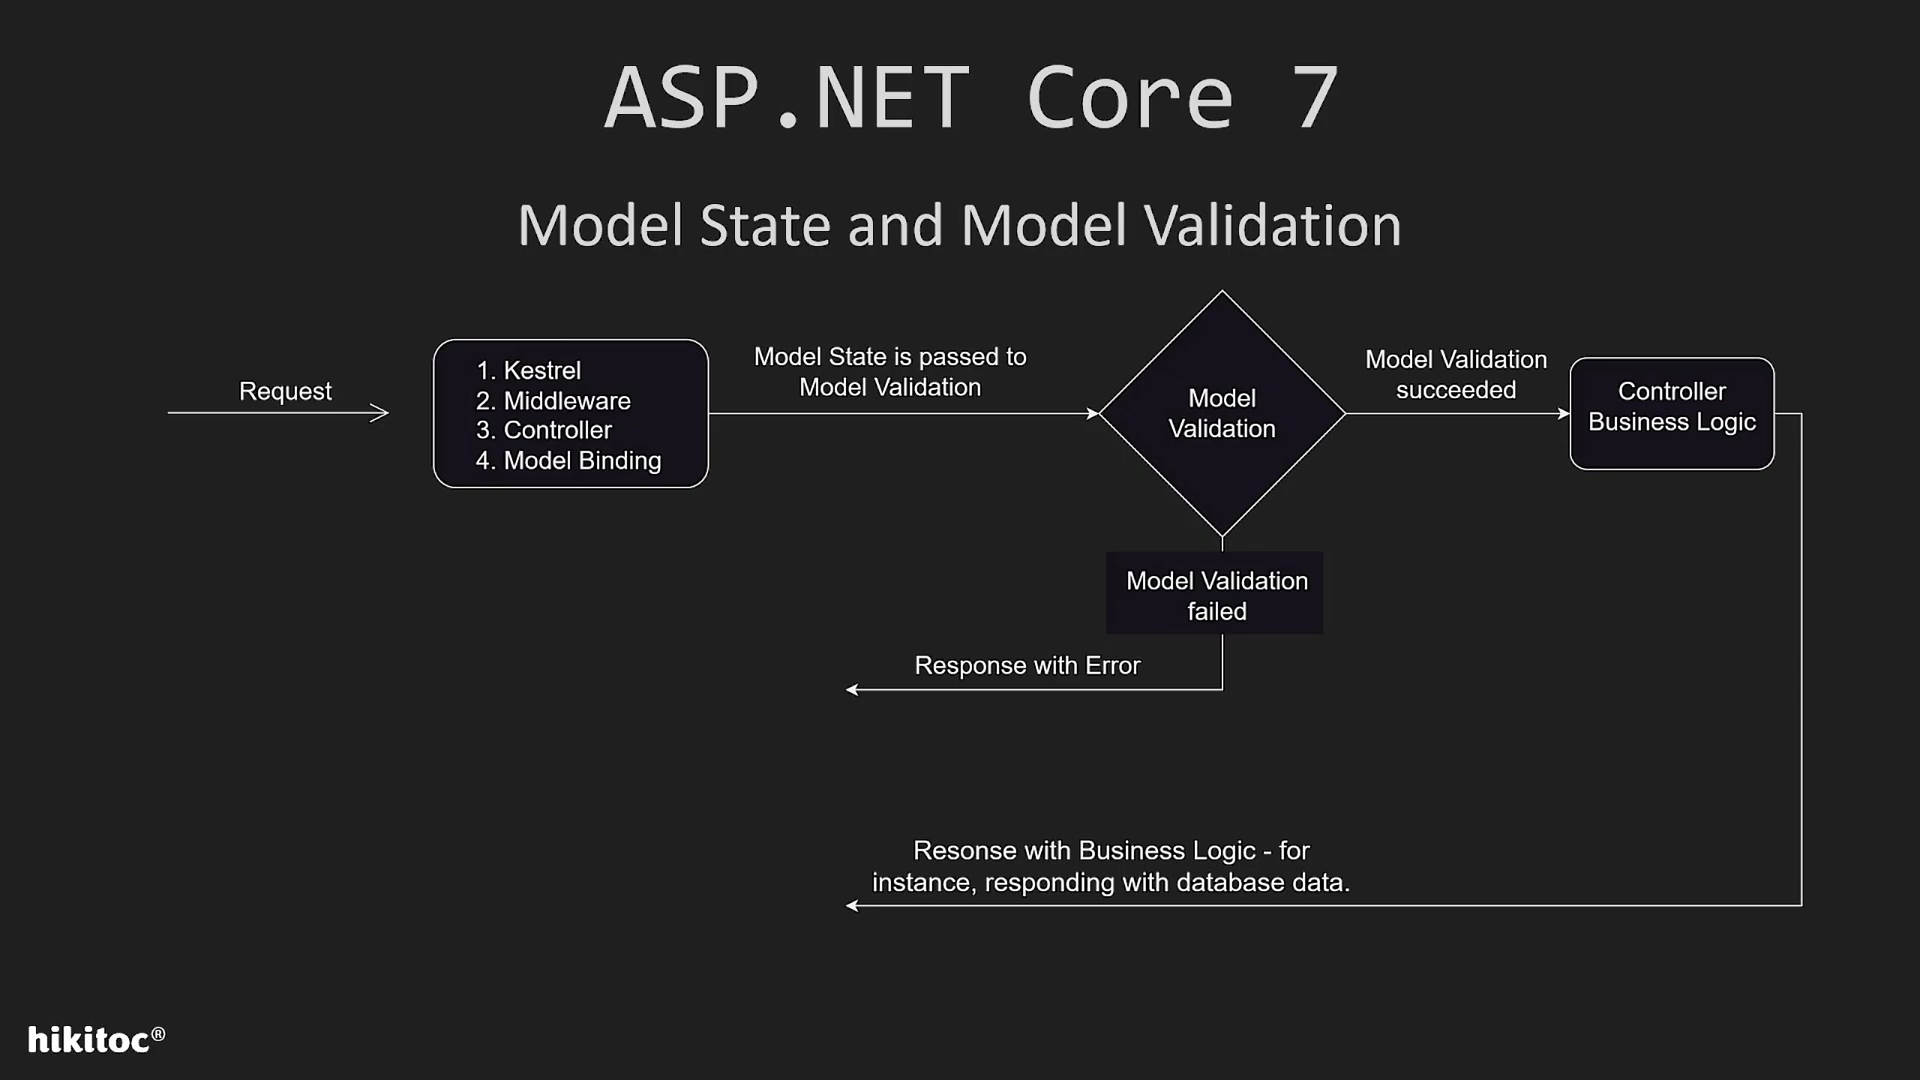 ASP.NET Core 7
Model State and Model Validation
Request
1. Kestrel
2. Middleware
3. Controller
4. Model Binding
Model State is passed to
Model Validation
Model
Validation
Model Validation
succeeded
Controller
Business Logic
Model Validation
failed
Response with Error
Resonse with Business Logic - for
instance, responding with database data.
hikitoc®